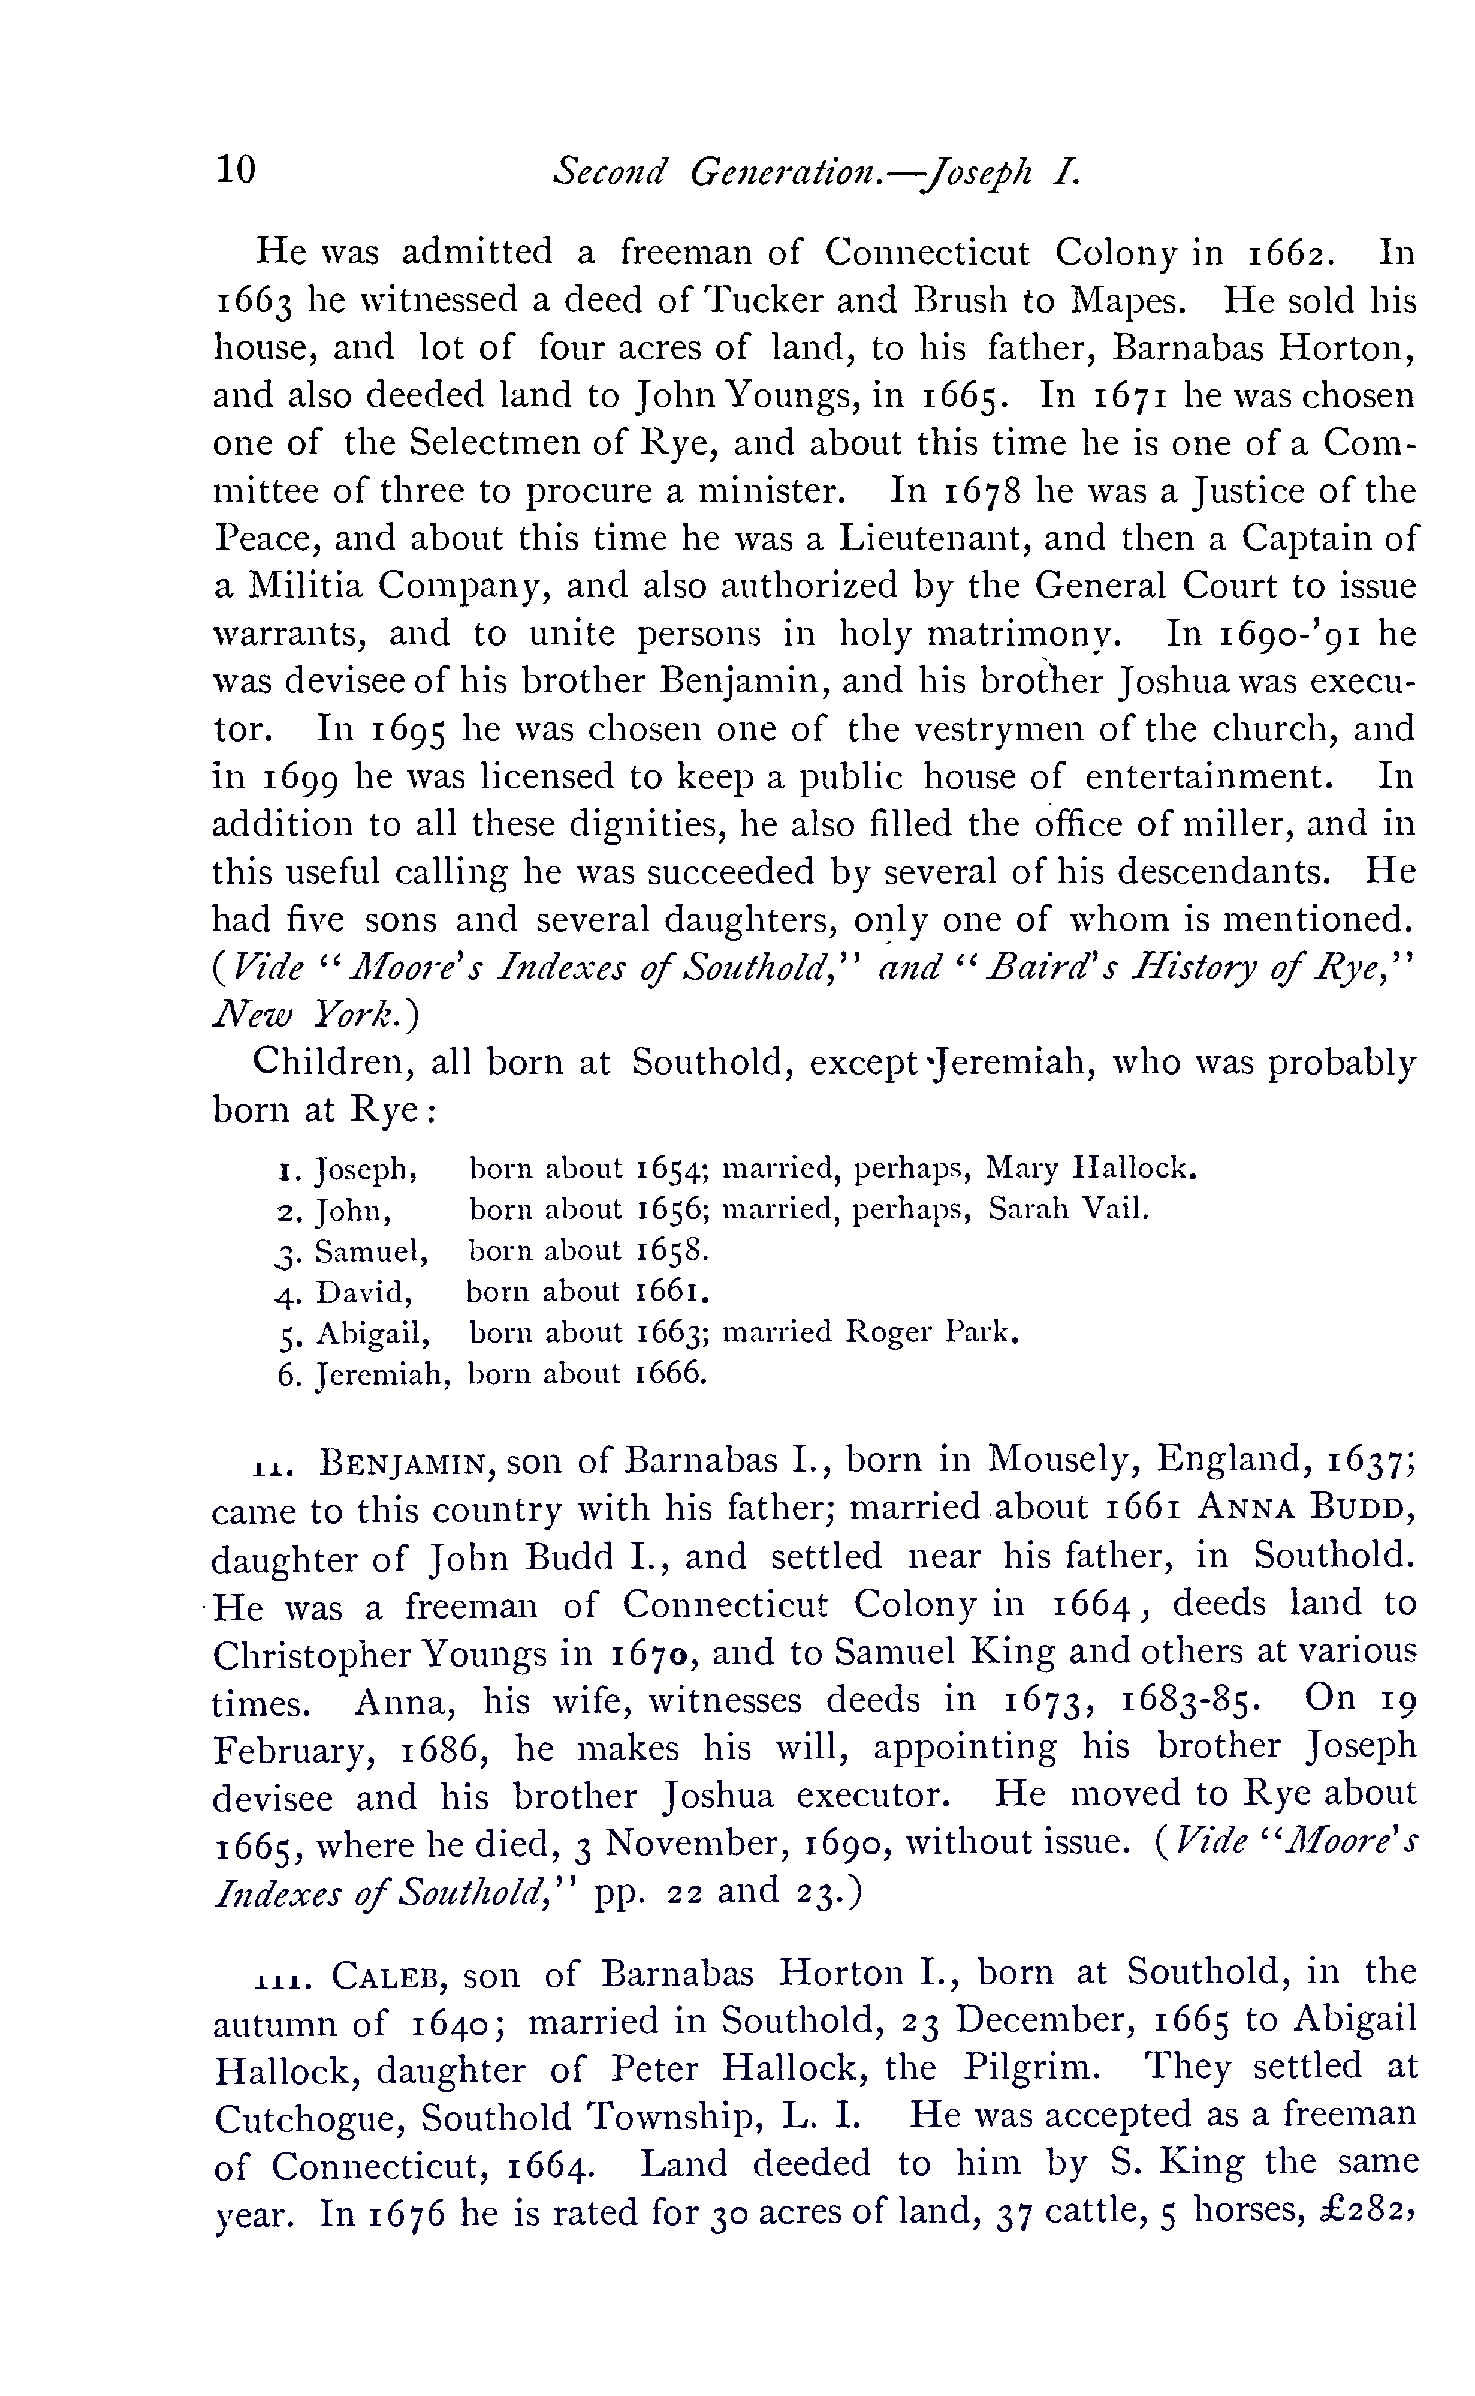 10 Second Generation.—Joseph I.
He was admitted a freeman of Connecticut Colony in 1662. In
1663 he witnessed a deed of Tucker and Brush to Mapes. He sold his
house, and lot of four acres of land, to his father, Barnabas Horton,
and also deeded land to John Youngs, in 1665. In 1671 he was chosen
one of the Selectmen of Rye, and about this time he is one of a Com-
mittee of three to procure a minister. In 1678 he was a Justice of the
Peace, and about this time he was a Lieutenant, and then a Captain of
a Militia Company, and also authorized by the General Court to issue
warrants, and to unite persons in holy matrimony. In 1690-'91 he
was devisee of his brother Benjamin, and his brother Joshua was execu-
tor. In 1695 he was chosen one of the vestrymen of the church, and
in 1699 he was licensed to keep a public house of entertainment. In
addition to all these dignities, he also filled the office of miller, and in
this useful calling he was succeeded by several of his descendants. He
had five sons and several daughters, only one of whom is mentioned.
(Vide "Moore's Indexes of Southold," and "Baird's History of Rye,"
New York.)
Children, all born at Southold, except Jeremiah, who was probably
born at Rye:
1. Joseph, born about 1654; married, perhaps, Mary Hallock.
2. John, born about 1656; married, perhaps, Sarah Vail.
3. Samuel, born about 1658.
4. David, born about 1661.
5. Abigail, born about 1663; married Roger Park.
6. Jeremiah, born about 1666.
II. BENJAMIN, son of Barnabas I., born in Mousely, England, 1637;
came to this country with his father; married about 1661 ANNA BUDD,
daughter of John Budd I., and settled near his father, in Southold.
He was a freeman of Connecticut Colony in 1664, deeds land to
Christopher Youngs in 1670, and to Samuel King and others at various
times. Anna, his wife, witnesses deeds in 1673, 1683-85. On 19
February, 1686, he makes his will, appointing his brother Joseph
devisee and his brother Joshua executor. He moved to Rye about
1665, where he died, 3 November, 1690, without issue. (Vide "Moore's
Indexes of Southold," pp. 22 and 23.)
III. CALEB, son of Barnabas Horton I., born at Southold, in the
autumn of 1640; married in Southold, 23 December, 1665 to Abigail
Hallock, daughter of Peter Hallock, the Pilgrim. They settled at
Cutchogue, Southold Township, L. I. He was accepted as a freeman
of Connecticut, 1664. Land deeded to him by S. King the same
year. In 1676 he is rated for 30 acres of land, 37 cattle, 5 horses, £282,